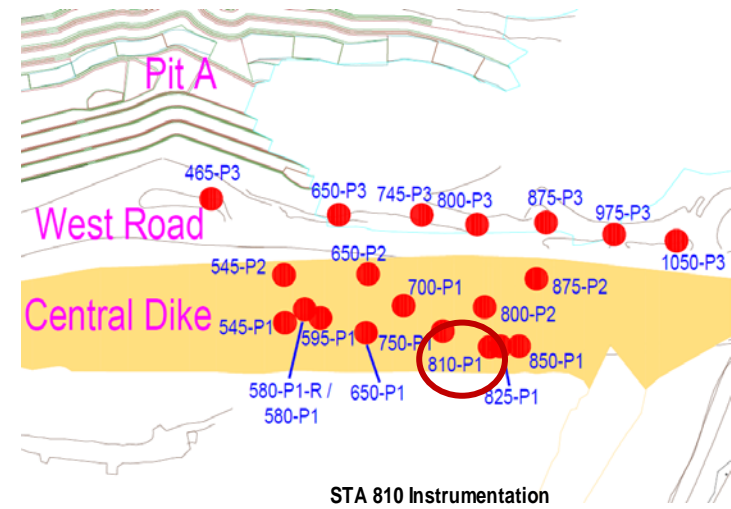 Pit A
465-P3
650-P3
745-P3
800-P3
875-P3
975-P3
West Road
1050-P3
545-P2
650-P2
700-P1
875-P2
800-P2
Central Dike
545-P1
595-P1
750-P1
810-P1
850-P1
580-P1-R /
580-P1
650-P1
825-P1
STA 810 Instrumentation